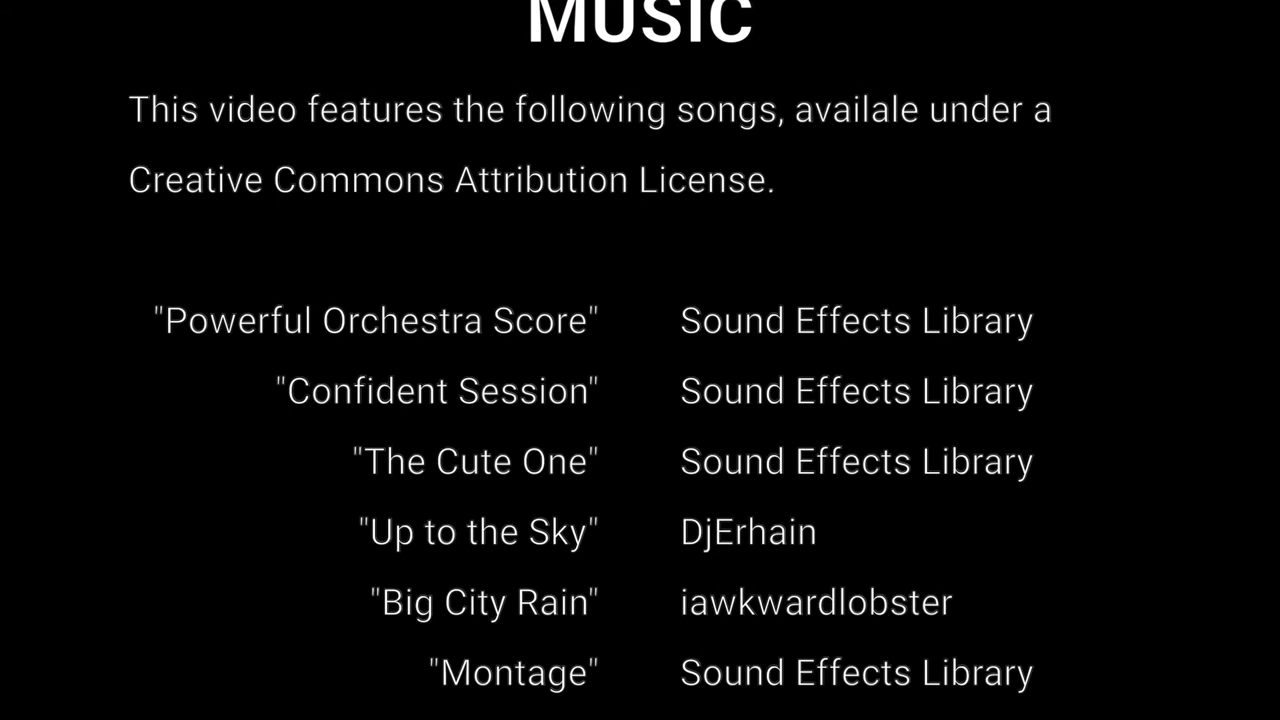 MUSIC
This video features the following songs, availale under a
Creative Commons Attribution License.
"Powerful Orchestra Score" Sound Effects Library
"Confident Session" Sound Effects Library
"The Cute One" Sound Effects Library
"Up to the Sky" DjErhain
"Big City Rain" iawkwardlobster
"Montage" Sound Effects Library